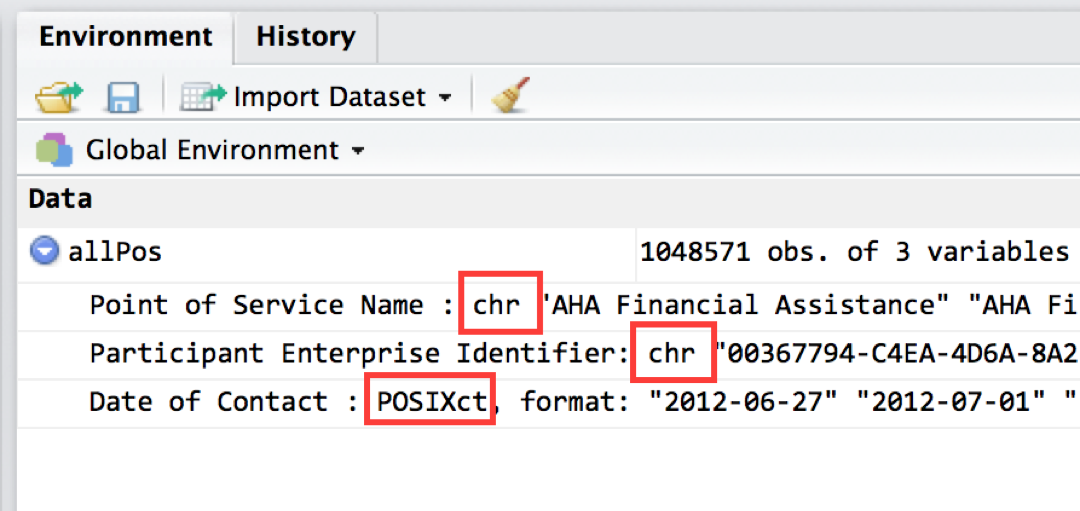 Environment History
Import Dataset
Global Environment
Data
allPos 1048571 obs. of 3 variables
Point of Service Name : chr "AHA Financial Assistance" "AHA Fi
Participant Enterprise Identifier: chr "00367794-C4EA-4D6A-8A2
Date of Contact : POSIXct, format: "2012-06-27" "2012-07-01" "